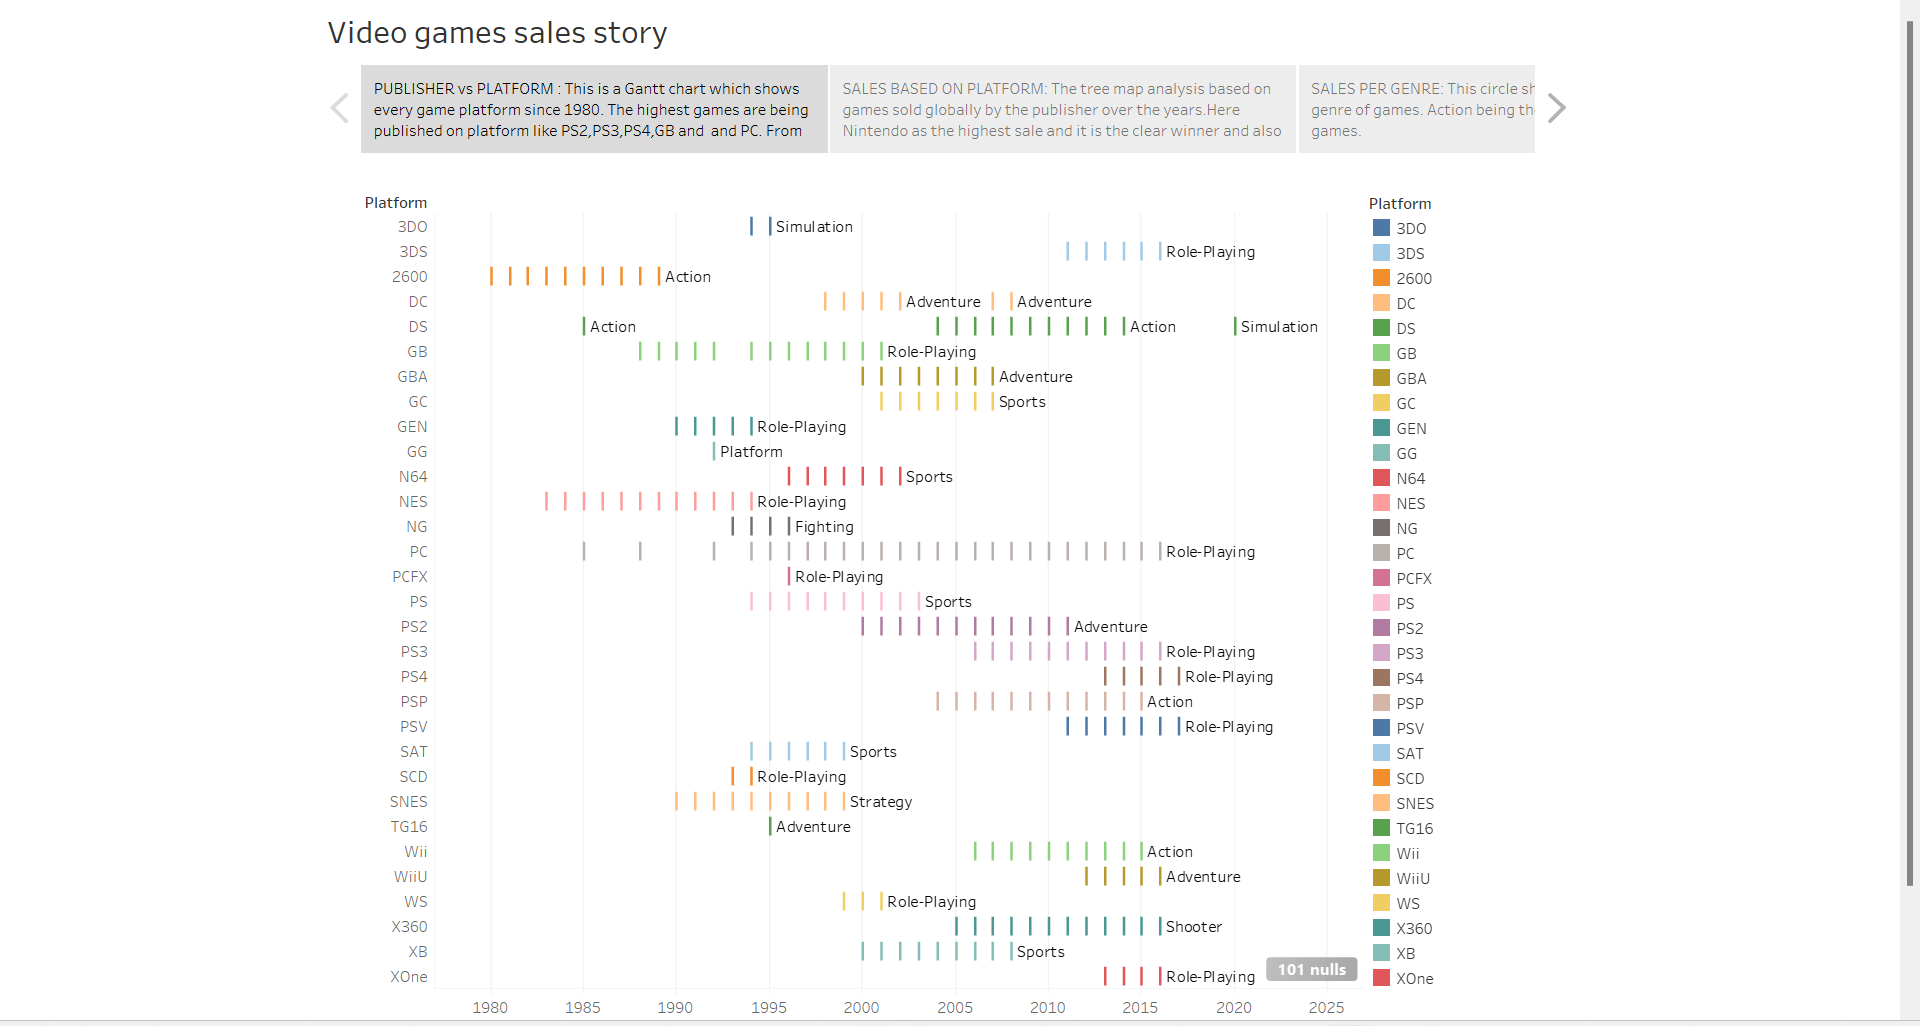 Video games sales story
PUBLISHER vs PLATFORM : This is a Gantt chart which shows
every game platform since 1980. The highest games are being
published on platform like PS2,PS3,PS4,GB and  and PC. From
SALES BASED ON PLATFORM: The tree map analysis based on
games sold globally by the publisher over the years.Here
Nintendo as the highest sale and it is the clear winner and also
SALES PER GENRE: This circle sh
genre of games. Action being th
games.
Platform
3DO Simulation
3DS Role-Playing
2600 Action
DC Adventure Adventure
DS Action Action Simulation
GB Role-Playing
GBA Adventure
GC Sports
GEN Role-Playing
GG Platform
N64 Sports
NES Role-Playing
NG Fighting
PC Role-Playing
PCFX Role-Playing
PS Sports
PS2 Adventure
PS3 Role-Playing
PS4 Role-Playing
PSP Action
PSV Role-Playing
SAT Sports
SCD Role-Playing
SNES Strategy
TG16 Adventure
Wii Action
WiiU Adventure
WS Role-Playing
X360 Shooter
XB Sports
XOne Role-Playing
101 nulls
1980 1985 1990 1995 2000 2005 2010 2015 2020 2025
Platform
3DO
3DS
2600
DC
DS
GB
GBA
GC
GEN
GG
N64
NES
NG
PC
PCFX
PS
PS2
PS3
PS4
PSP
PSV
SAT
SCD
SNES
TG16
Wii
WiiU
WS
X360
XB
XOne